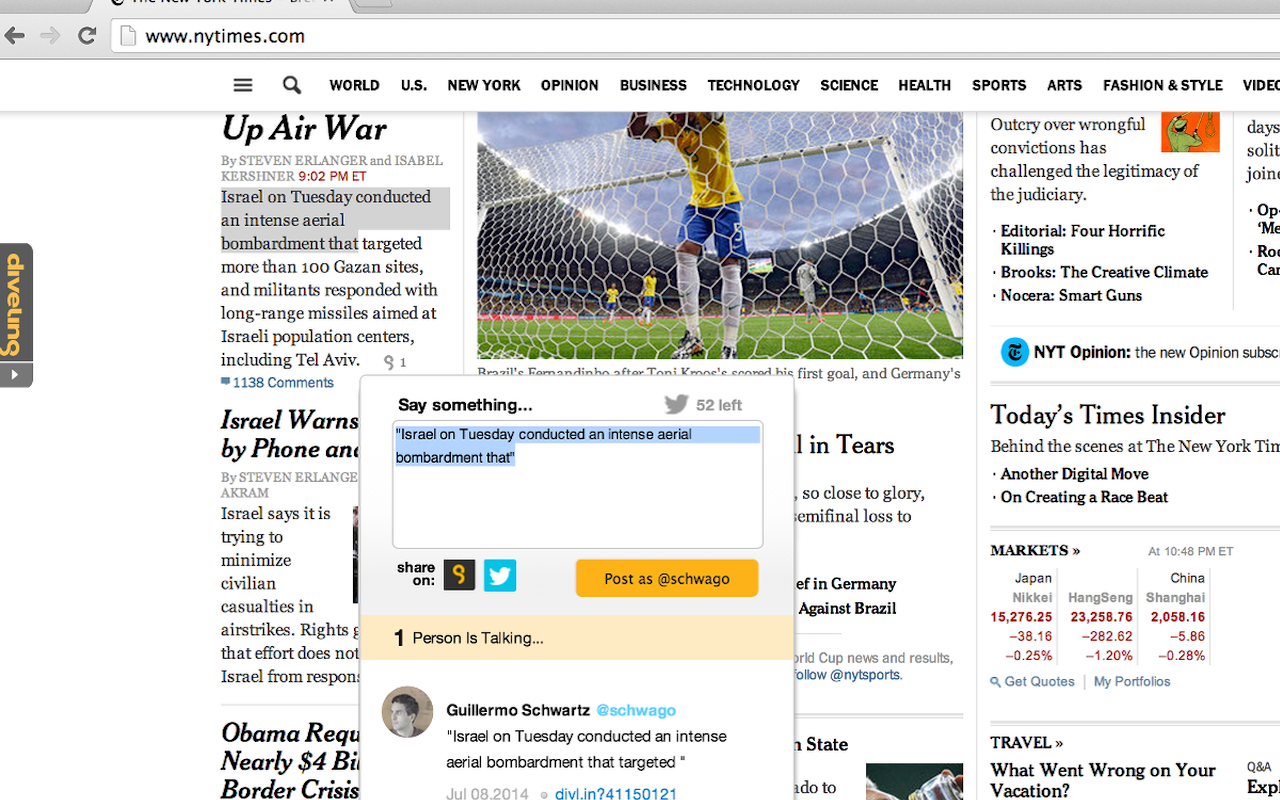 The New York Times
www.nytimes.com
WORLD U.S. NEW YORK OPINION BUSINESS TECHNOLOGY SCIENCE HEALTH SPORTS ARTS FASHION & STYLE VIDEO
Up Air War
By STEVEN ERLANGER and ISABEL
KERSHNER 9:02 PM ET
Israel on Tuesday conducted
an intense aerial
bombardment that targeted
more than 100 Gazan sites,
and militants responded with
long-range missiles aimed at
Israeli population centers,
including Tel Aviv.
1
1138 Comments
Israel Warns
by Phone and
By STEVEN ERLANGER
AKRAM
Israel says it is
trying to
minimize
civilian
casualties in
airstrikes. Rights
that effort does not
Israel from
Obama
Nearly $4
Border Crisis
divetung
Brazil's Fernandinho after Toni Kroos's scored his first goal, and Germany's
l in Tears
, so close to glory,
semifinal loss to
ef in Germany
Against Brazil
World Cup news and results,
follow @nytsports.
n State
Say something...
52 left
"Israel on Tuesday conducted an intense aerial
bombardment that"
share
on:
Post as @schwago
1 Person Is Talking...
Guillermo Schwartz @schwago
"Israel on Tuesday conducted an intense
aerial bombardment that targeted "
Jul 08.2014 divl.in?41150121
Outcry over wrongful
convictions has
challenged the legitimacy of
the judiciary.
· Editorial: Four Horrific
Killings
· Brooks: The Creative Climate
· Nocera: Smart Guns
days
solit
joine
NYT Opinion: the new Opinion subsc
Today's Times Insider
Behind the scenes at The New York Tim
· Another Digital Move
· On Creating a Race Beat
MARKETS » At 10:48 PM ET
Japan China
Nikkei HangSeng Shanghai
15,276.25 23,258.76 2,058.16
–38.16 –282.62 –5.86
–0.25% –1.20% –0.28%
Get Quotes | My Portfolios
TRAVEL »
What Went Wrong on Your
Vacation?
Q&A